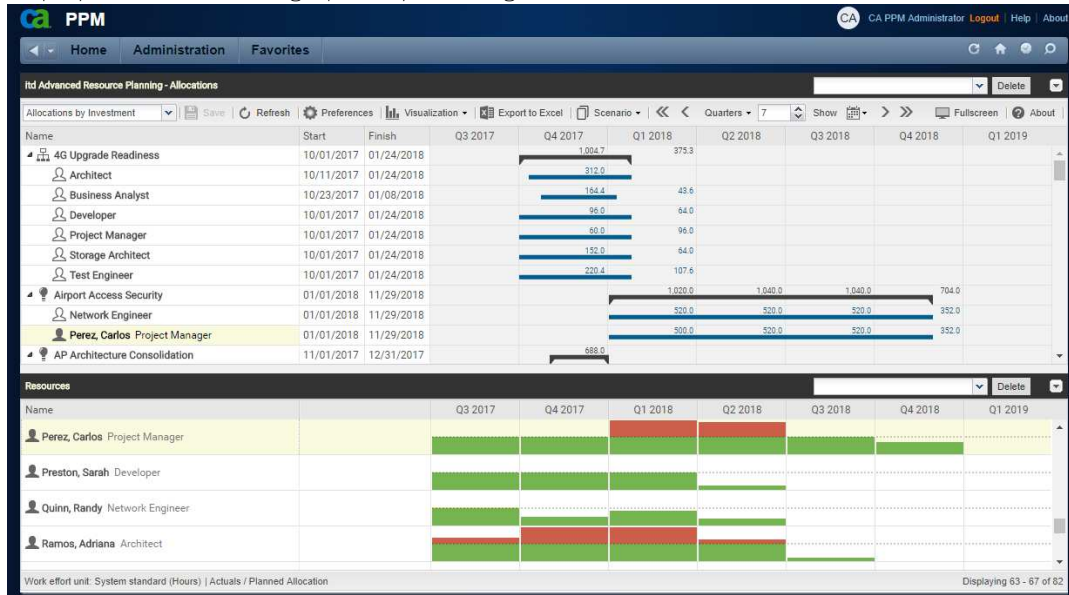 ca PPM CA CA PPM Administrator Logout | Help | About
Home Administration Favorites
itd Advanced Resource Planning - Allocations Delete
Allocations by Investment Save Refresh Preferences Visualization Export to Excel Scenario Quarters 7 Show Fullscreen About
Name Start Finish Q3 2017 Q4 2017 Q1 2018 Q2 2018 Q3 2018 Q4 2018 Q1 2019
4G Upgrade Readiness 10/01/2017 01/24/2018 1,004.7 375.3
Architect 10/11/2017 01/24/2018 312.0
Business Analyst 10/23/2017 01/08/2018 164.4 43.6
Developer 10/01/2017 01/24/2018 96.0 64.0
Project Manager 10/01/2017 01/24/2018 60.0 96.0
Storage Architect 10/01/2017 01/24/2018 152.0 64.0
Test Engineer 10/01/2017 01/24/2018 220.4 107.6
Airport Access Security 01/01/2018 11/29/2018 1,020.0 1,040.0 1,040.0 704.0
Network Engineer 01/01/2018 11/29/2018 520.0 520.0 520.0 352.0
Perez, Carlos Project Manager 01/01/2018 11/29/2018 500.0 520.0 520.0 352.0
AP Architecture Consolidation 11/01/2017 12/31/2017 688.0
Resources Delete
Name Q3 2017 Q4 2017 Q1 2018 Q2 2018 Q3 2018 Q4 2018 Q1 2019
Perez, Carlos Project Manager
Preston, Sarah Developer
Quinn, Randy Network Engineer
Ramos, Adriana Architect
Work effort unit: System standard (Hours) | Actuals / Planned Allocation Displaying 63 - 67 of 82